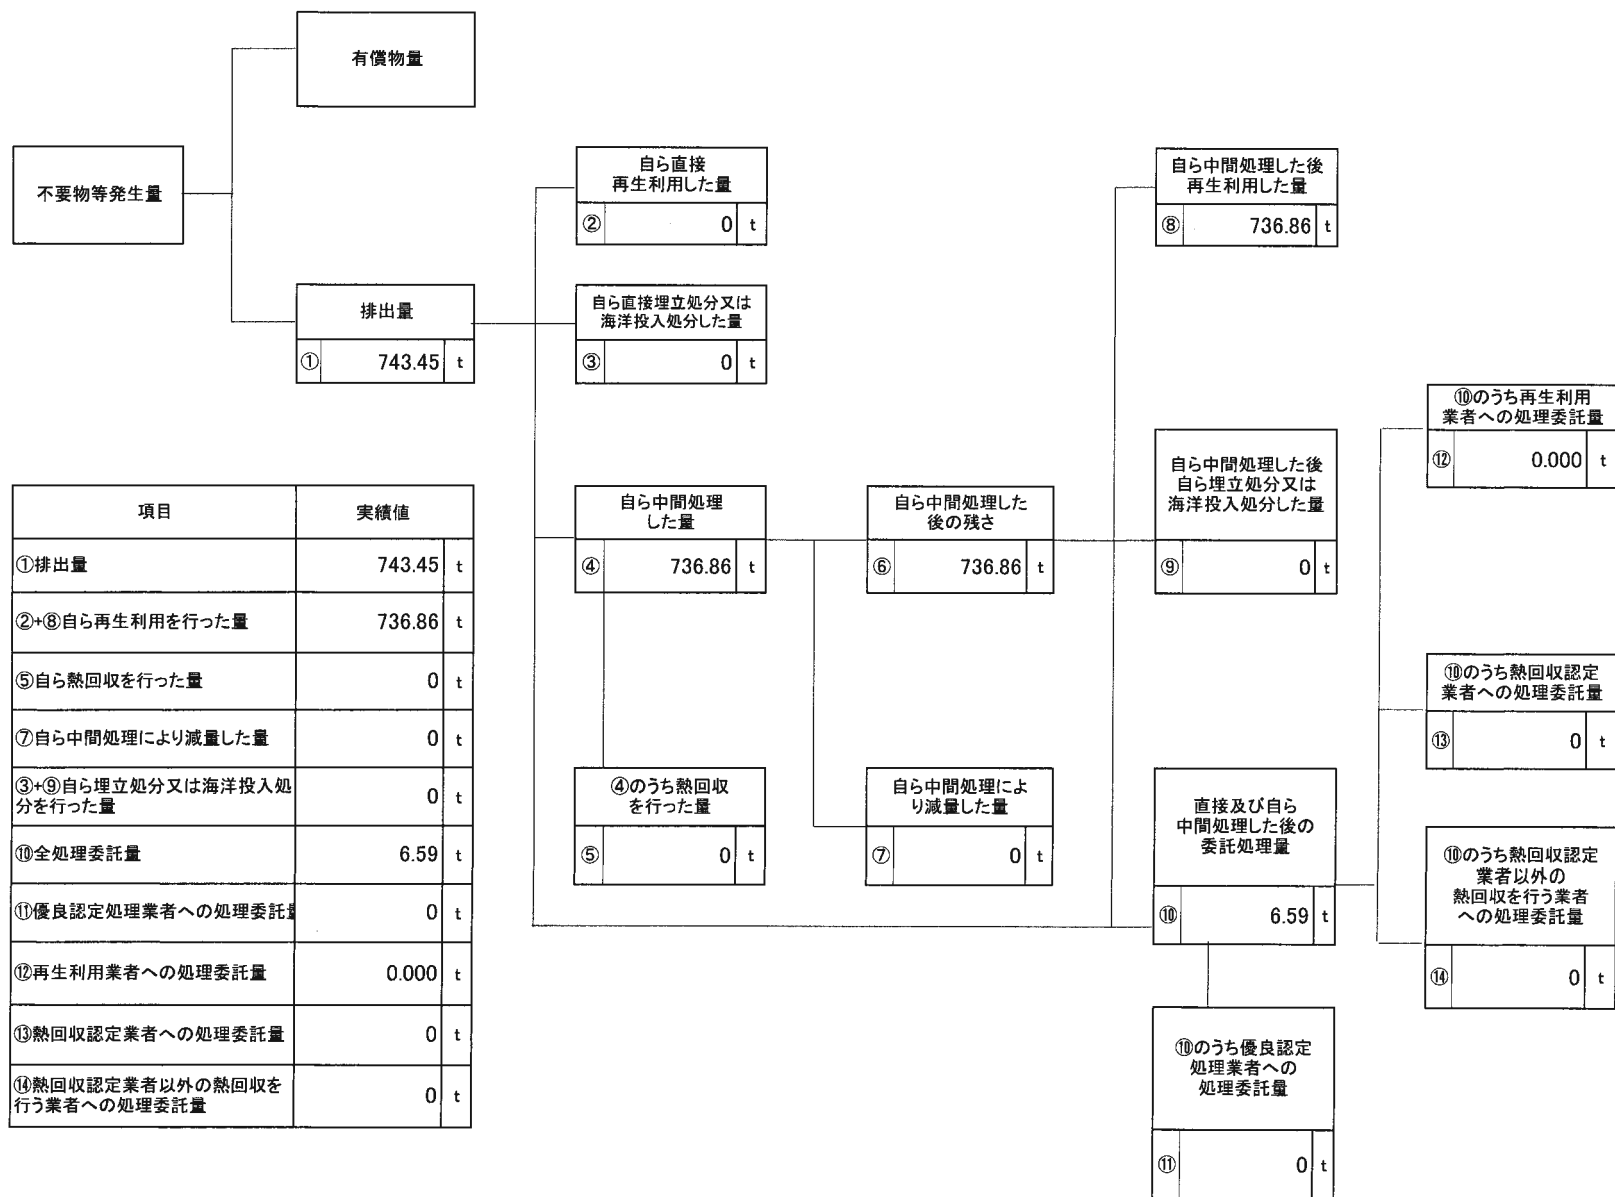 有償物量
不要物等発生量
排出量
① 743.45 t
自ら直接
再生利用した量
② 0 t
自ら直接埋立処分又は
海洋投入処分した量
③ 0 t
自ら中間処理
した量
④ 736.86 t
④のうち熱回収
を行った量
⑤ 0 t
自ら中間処理した
後の残さ
⑥ 736.86 t
自ら中間処理によ
り減量した量
⑦ 0 t
自ら中間処理した後
再生利用した量
⑧ 736.86 t
自ら中間処理した後
自ら埋立処分又は
海洋投入処分した量
⑨ 0 t
直接及び自ら
中間処理した後の
委託処理量
⑩ 6.59 t
⑩のうち優良認定
処理業者への
処理委託量
⑪ 0 t
⑩のうち再生利用
業者への処理委託量
⑫ 0.000 t
⑩のうち熱回収認定
業者への処理委託量
⑬ 0 t
⑩のうち熱回収認定
業者以外の
熱回収を行う業者
への処理委託量
⑭ 0 t
項目 実績値
①排出量 743.45 t
②+⑧自ら再生利用を行った量 736.86 t
⑤自ら熱回収を行った量 0 t
⑦自ら中間処理により減量した量 0 t
③+⑨自ら埋立処分又は海洋投入処
分を行った量 0 t
⑩全処理委託量 6.59 t
⑪優良認定処理業者への処理委託量 0 t
⑫再生利用業者への処理委託量 0.000 t
⑬熱回収認定業者への処理委託量 0 t
⑭熱回収認定業者以外の熱回収を
行う業者への処理委託量 0 t